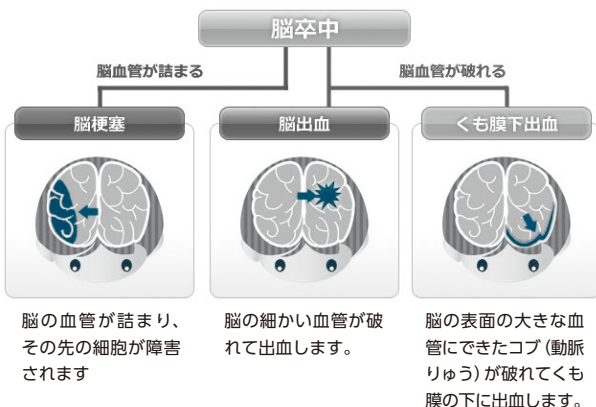 脳卒中
脳血管が詰まる
脳血管が破れる
脳梗塞
脳出血
くも膜下出血
脳の血管が詰まり、
その先の細胞が障害
されます
脳の細かい血管が破
れて出血します。
脳の表面の大きな血
管にできたコブ(動脈
りゅう)が破れてくも
膜の下に出血します。